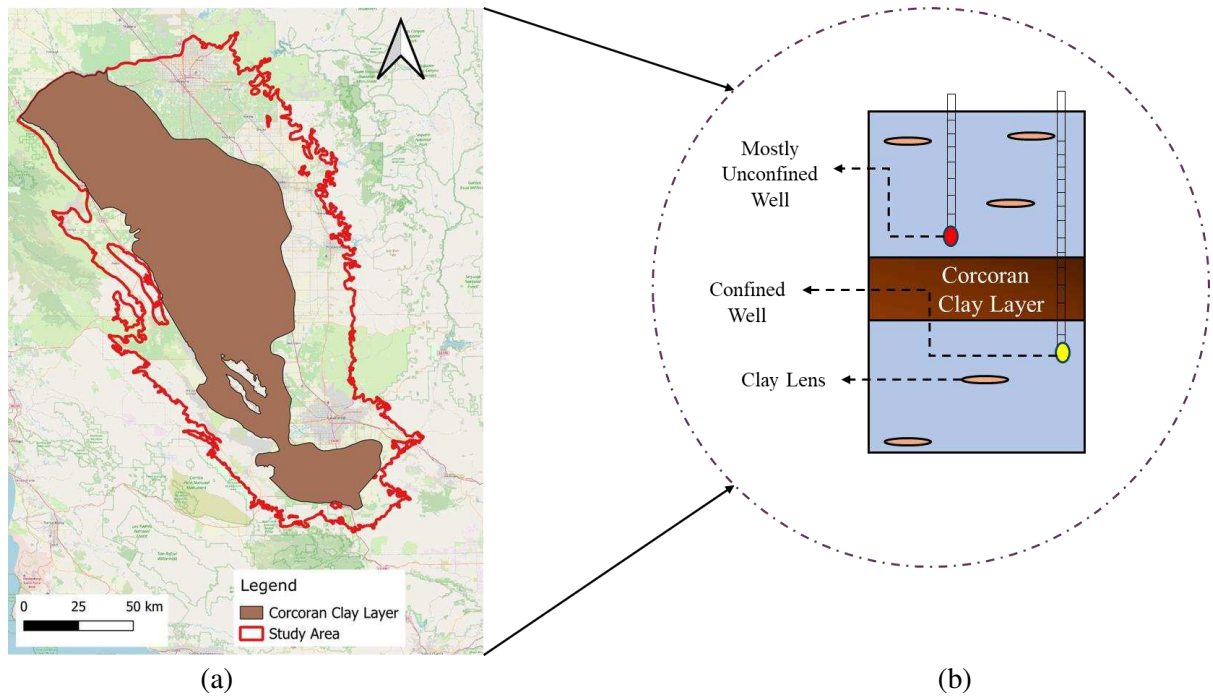 Legend
Corcoran Clay Layer
Study Area
0 25 50 km
(a)
Mostly
Unconfined
Well
Corcoran
Clay Layer
Confined
Well
Clay Lens
(b)